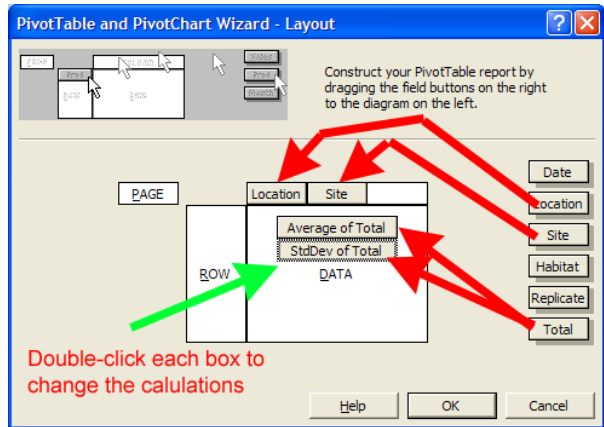 PivotTable and PivotChart Wizard - Layout
Construct your PivotTable report by
dragging the field buttons on the right
to the diagram on the left.
PAGE
Location
Site
Average of Total
StdDev of Total
ROW
DATA
Date
Location
Site
Habitat
Replicate
Total
Double-click each box to
change the calulations
Help
OK
Cancel